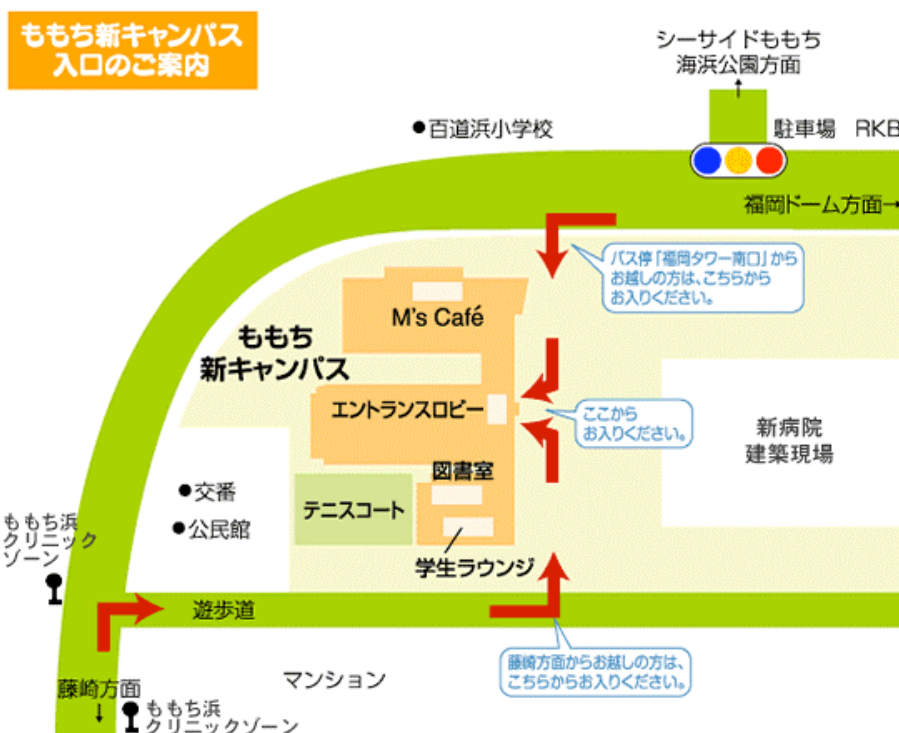 ももち新キャンパス
入口のご案内
シーサイドももち
海浜公園方面
↑
●百道浜小学校
駐車場 RKB
福岡ドーム方面→
バス停「福岡タワー南口」から
お越しの方は、こちらから
お入りください。
M's Café
ももち
新キャンパス
エントランスロビー
ここから
お入りください。
新病院
建築現場
図書室
●交番
テニスコート
●公民館
ももち浜
クリニック
ゾーン
学生ラウンジ
遊歩道
藤崎方面からお越しの方は、
こちらからお入りください。
マンション
藤崎方面
↓
ももち浜
クリニックゾーン